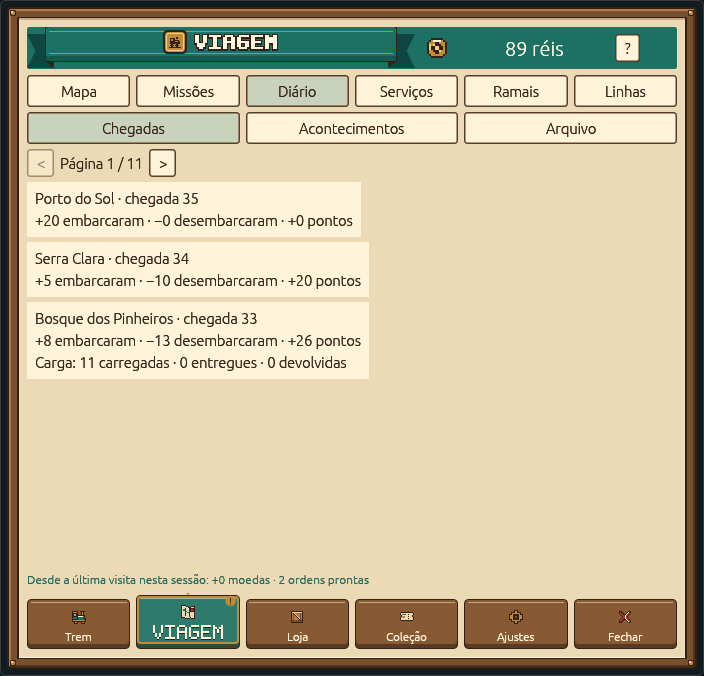 VIAGEM
89 réis
?
Mapa
Missões
Diário
Serviços
Ramais
Linhas
Chegadas
Acontecimentos
Arquivo
< Página 1 / 11 >
Porto do Sol · chegada 35
+20 embarcaram · −0 desembarcaram · +0 pontos
Serra Clara · chegada 34
+5 embarcaram · −10 desembarcaram · +20 pontos
Bosque dos Pinheiros · chegada 33
+8 embarcaram · −13 desembarcaram · +26 pontos
Carga: 11 carregadas · 0 entregues · 0 devolvidas
Desde a última visita nesta sessão: +0 moedas · 2 ordens prontas
!
Trem
VIAGEM
Loja
Coleção
Ajustes
Fechar